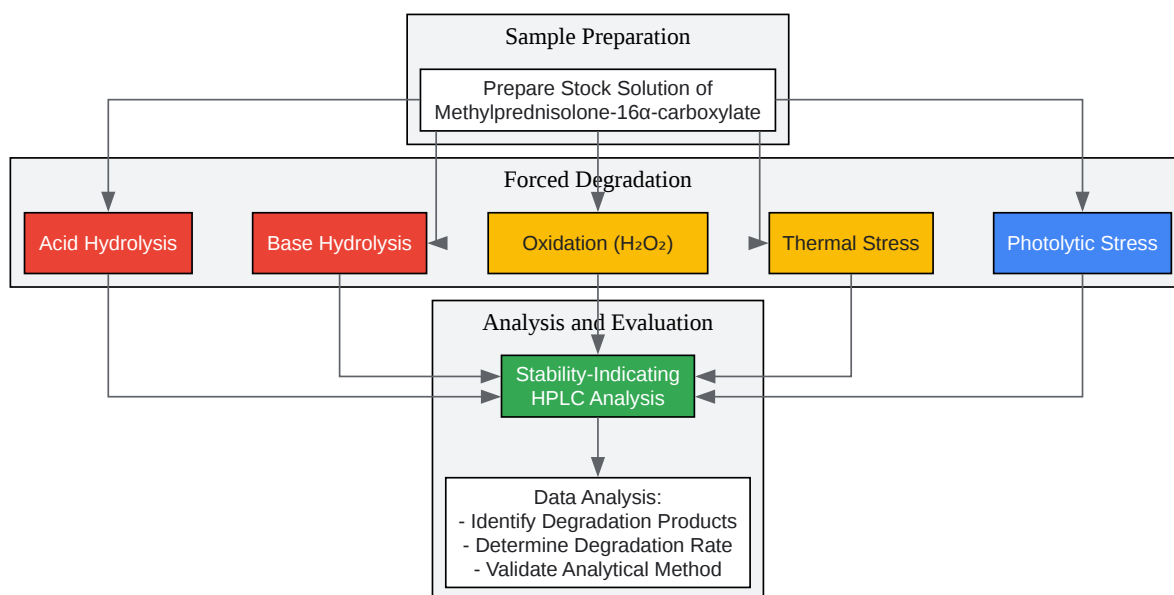 Sample Preparation
Prepare Stock Solution of
Methylprednisolone-16α-carboxylate
Forced Degradation
Acid Hydrolysis
Base Hydrolysis
Oxidation (H₂O₂)
Thermal Stress
Photolytic Stress
Analysis and Evaluation
Stability-Indicating
HPLC Analysis
Data Analysis:
- Identify Degradation Products
- Determine Degradation Rate
- Validate Analytical Method